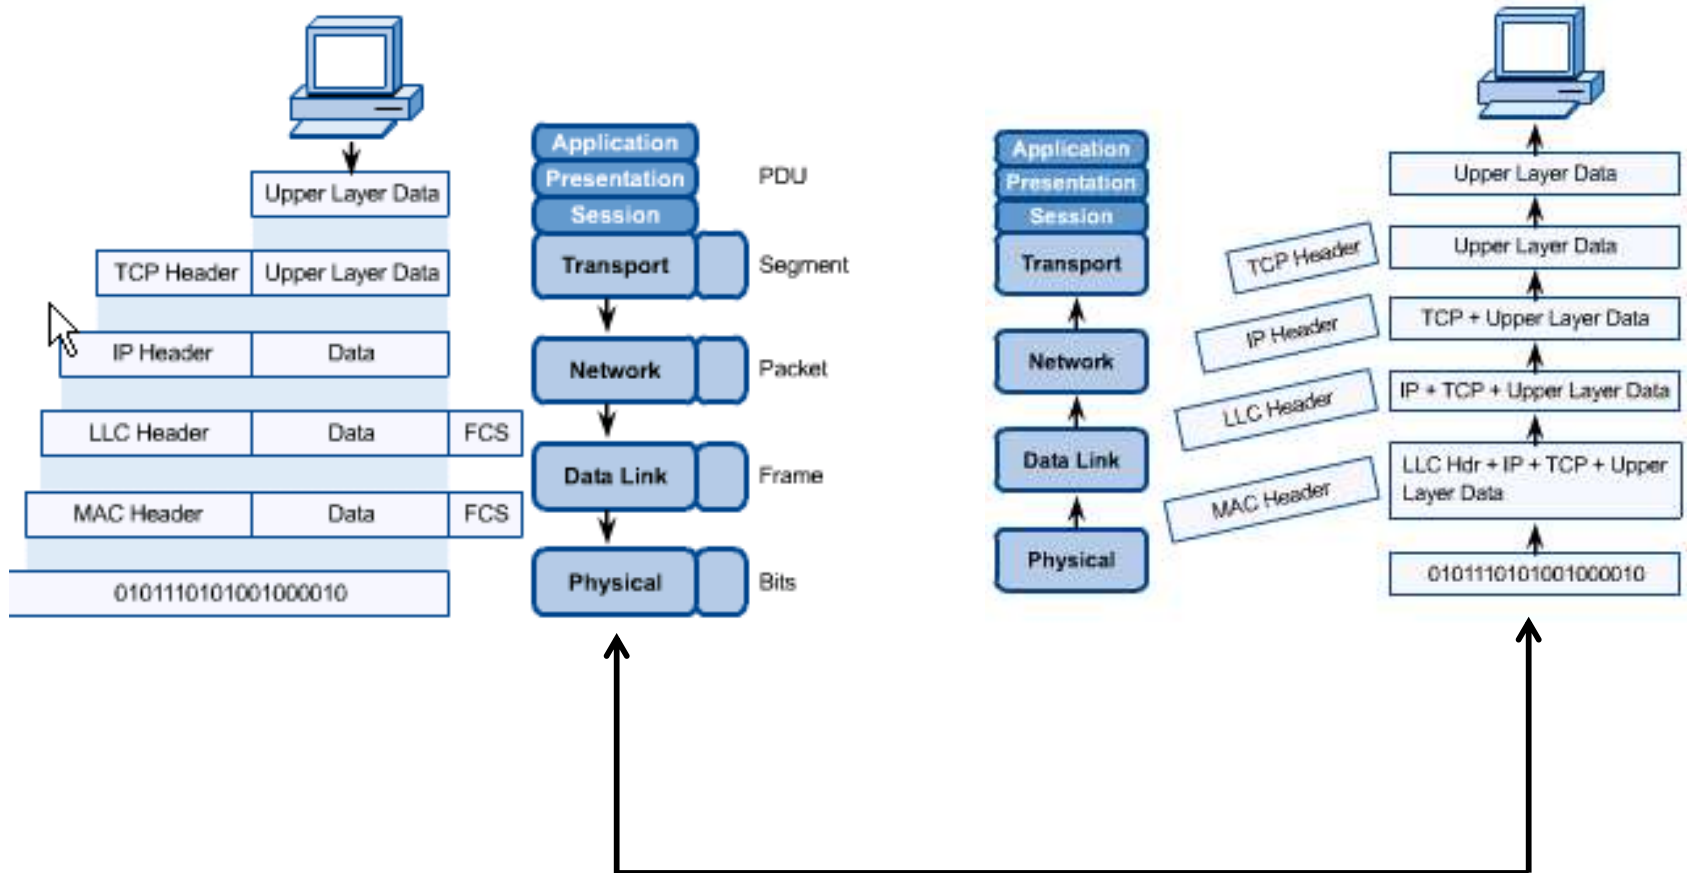 Upper Layer Data
TCP Header Upper Layer Data
IP Header Data
LLC Header Data FCS
MAC Header Data FCS
010111010100100010
Application
Presentation
Session
Transport
Network
Data Link
Physical
PDU
Segment
Packet
Frame
Bits
Application
Presentation
Session
Transport
Network
Data Link
Physical
TCP Header
IP Header
LLC Header
MAC Header
Upper Layer Data
Upper Layer Data
TCP + Upper Layer Data
IP + TCP + Upper Layer Data
LLC Hdr + IP + TCP + Upper
Layer Data
010111010100100010